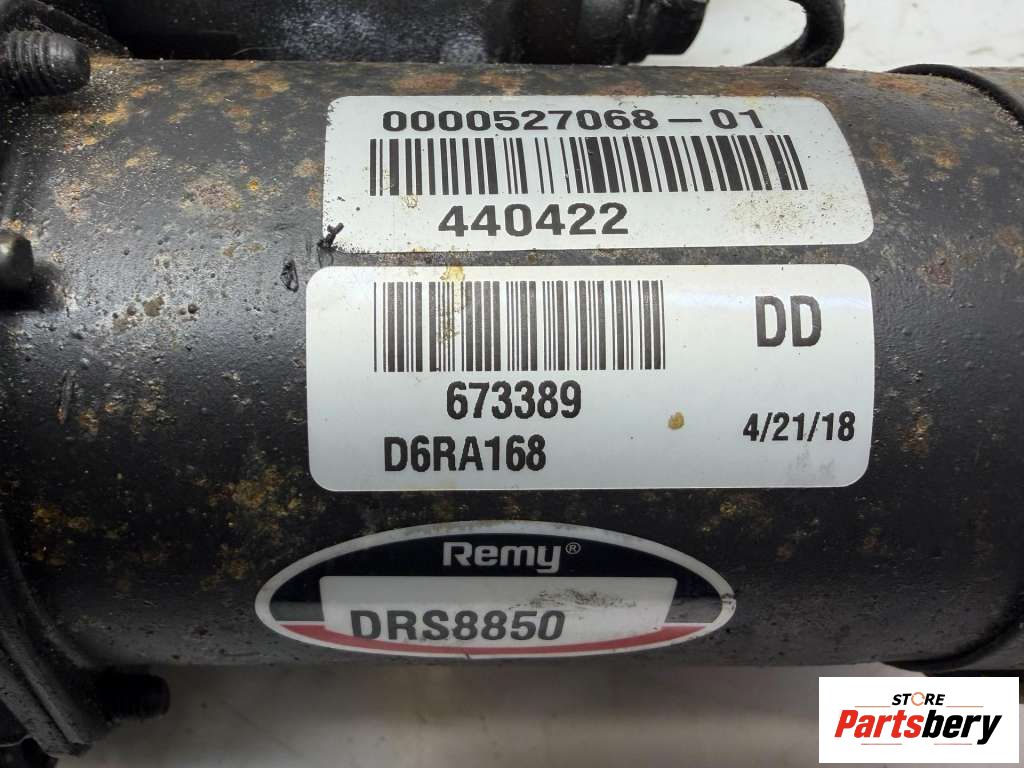 0000527068-01
440422
DD
673389
4/21/18
D6RA168
Remy®
DRS8850
STORE
Partsbery